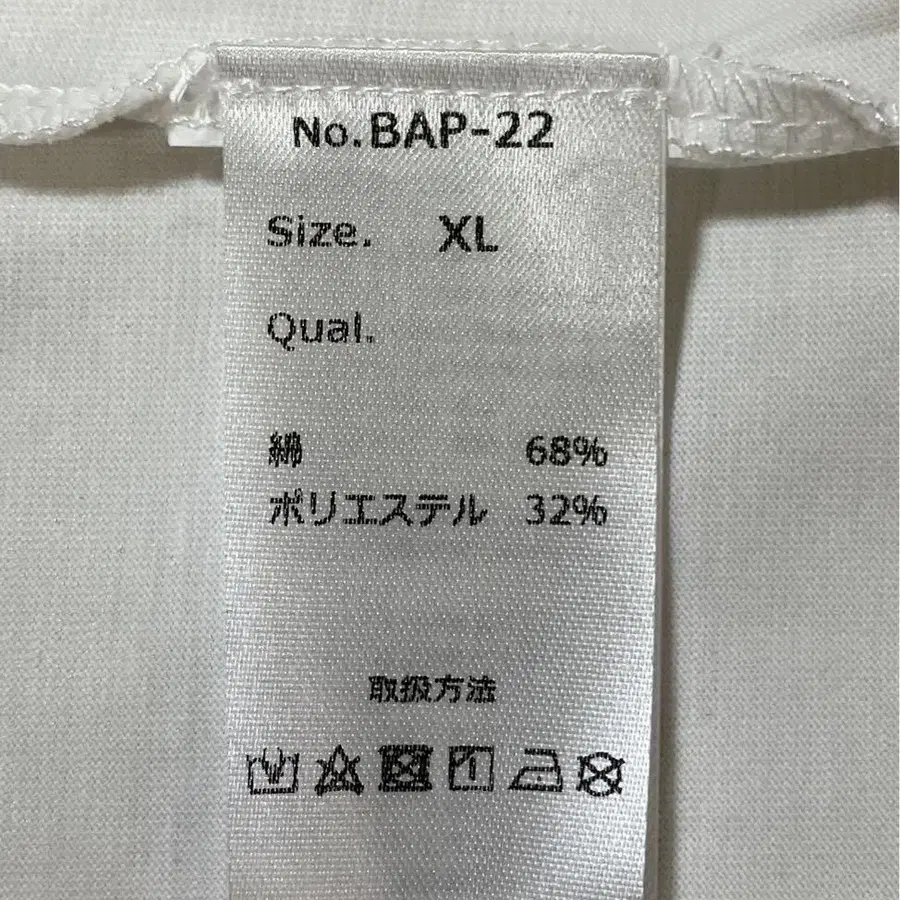 No.BAP-22
Size. XL
Qual.
綿 68%
ポリエステル 32%
取扱方法